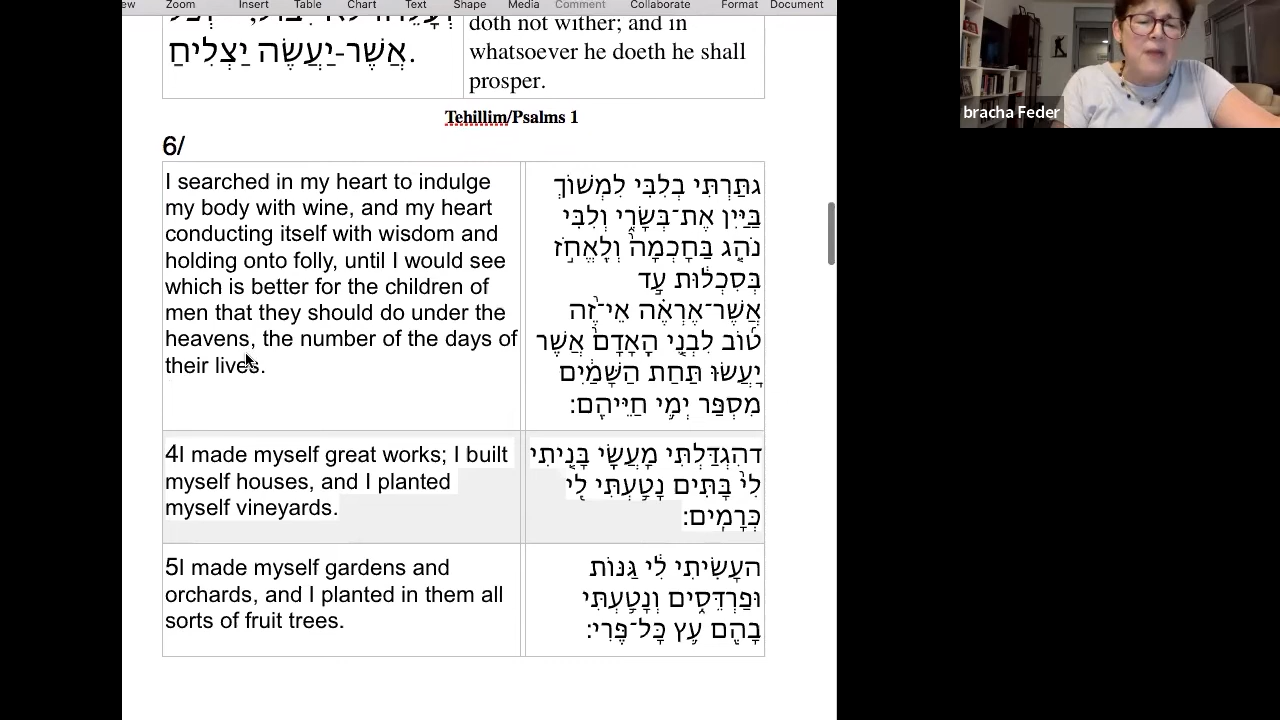 ew Zoom Insert Table Chart Text Shape Media Comment Collaborate Format Document
אֲשֶׁר-יַעֲשֶׂה יַצְלִיחַ.
doth not wither; and in
whatsoever he doeth he shall
prosper.
Tehillim/Psalms 1
6/
I searched in my heart to indulge
my body with wine, and my heart
conducting itself with wisdom and
holding onto folly, until I would see
which is better for the children of
men that they should do under the
heavens, the number of the days of
their lives.
גתַּרְתִּי בְלִבִּי לִמְשׁוֹךְ
בַּיַּיִן אֶת־בְּשָׂרִ֑י וְלִבִּי
נֹהֵ֤ג בַּחָכְמָה֙ וְלֶאֱחֹ֣ז
בְּסִכְל֔וּת עַ֣ד
אֲשֶׁר־אֶרְאֶ֗ה אֵי־זֶ֨ה
ט֜וֹב לִבְנֵ֤י הָאָדָם֙ אֲשֶׁר
יַעֲשׂוּ תַּחַת הַשָּׁמַ֔יִם
מִסְפַּר יְמֵ֥י חַיֵּיהֶֽם:
4I made myself great works; I built
myself houses, and I planted
myself vineyards.
דהִגְדַּלְתִּי מַעֲשָׂ֑י בָּנִ֤יתִי
לִי֙ בָּתִּים נָטַ֥עְתִּי לִ֖י
כְּרָמִֽים:
5I made myself gardens and
orchards, and I planted in them all
sorts of fruit trees.
העָשִׂ֣יתִי לִ֔י גַּנּוֹת
וּפַרְדֵּסִ֑ים וְנָטַ֥עְתִּי
בָהֶ֖ם עֵ֥ץ כָּל־פֶּֽרִי:
bracha Feder